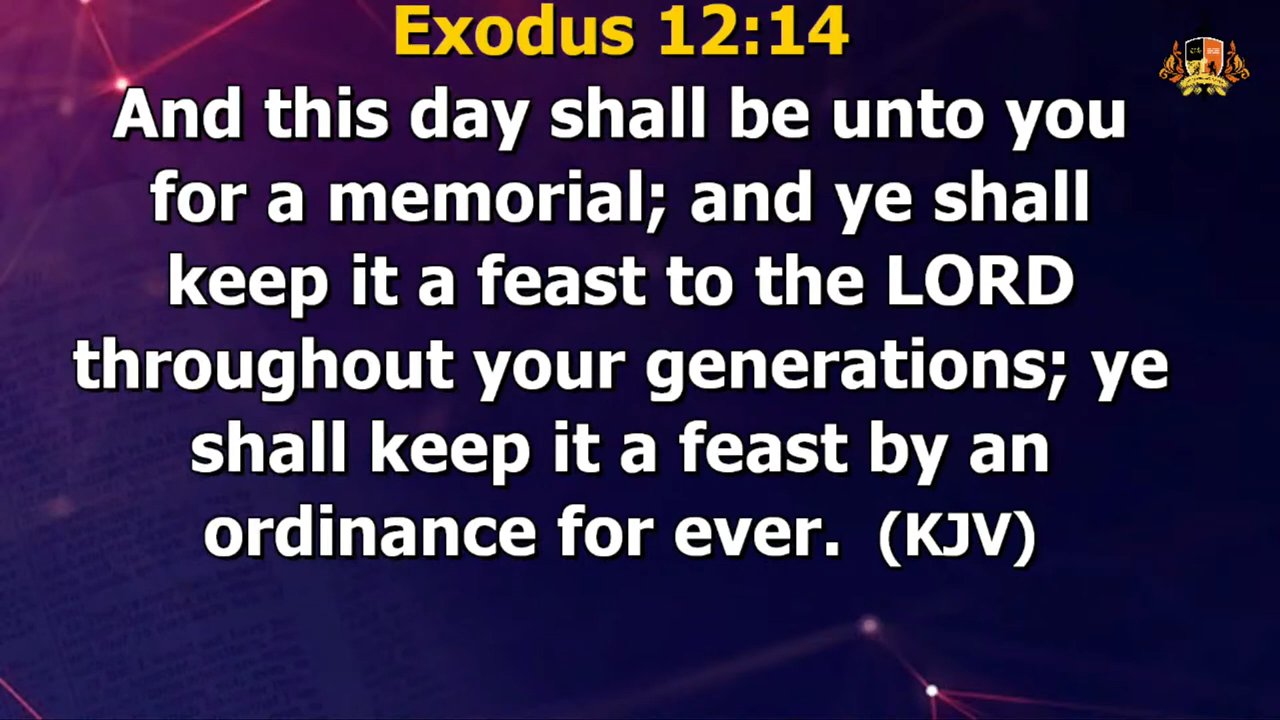 Exodus 12:14
And this day shall be unto you
for a memorial; and ye shall
keep it a feast to the LORD
throughout your generations; ye
shall keep it a feast by an
ordinance for ever.  (KJV)